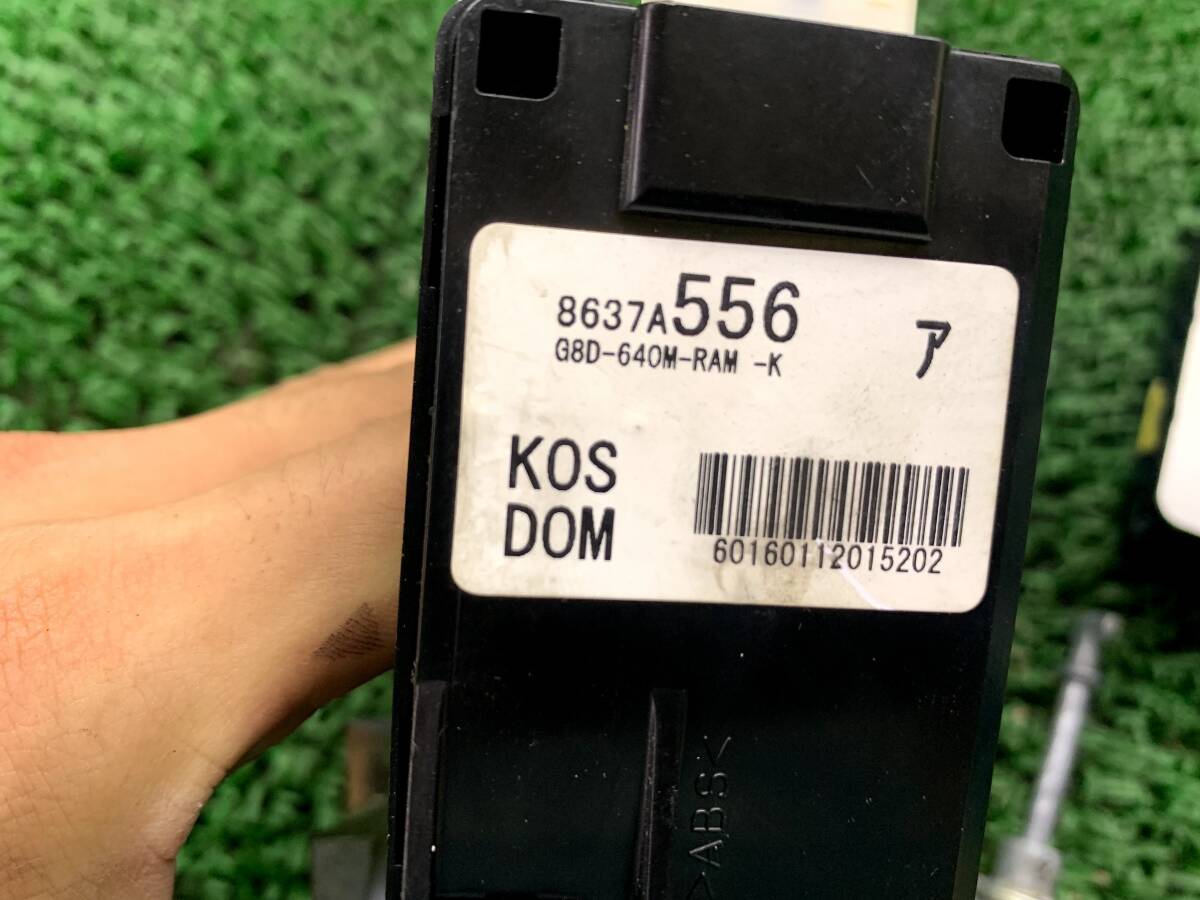 8637A556
G8D-640M-RAM -K
ア
KOS
DOM
60160112015202
>ABS<